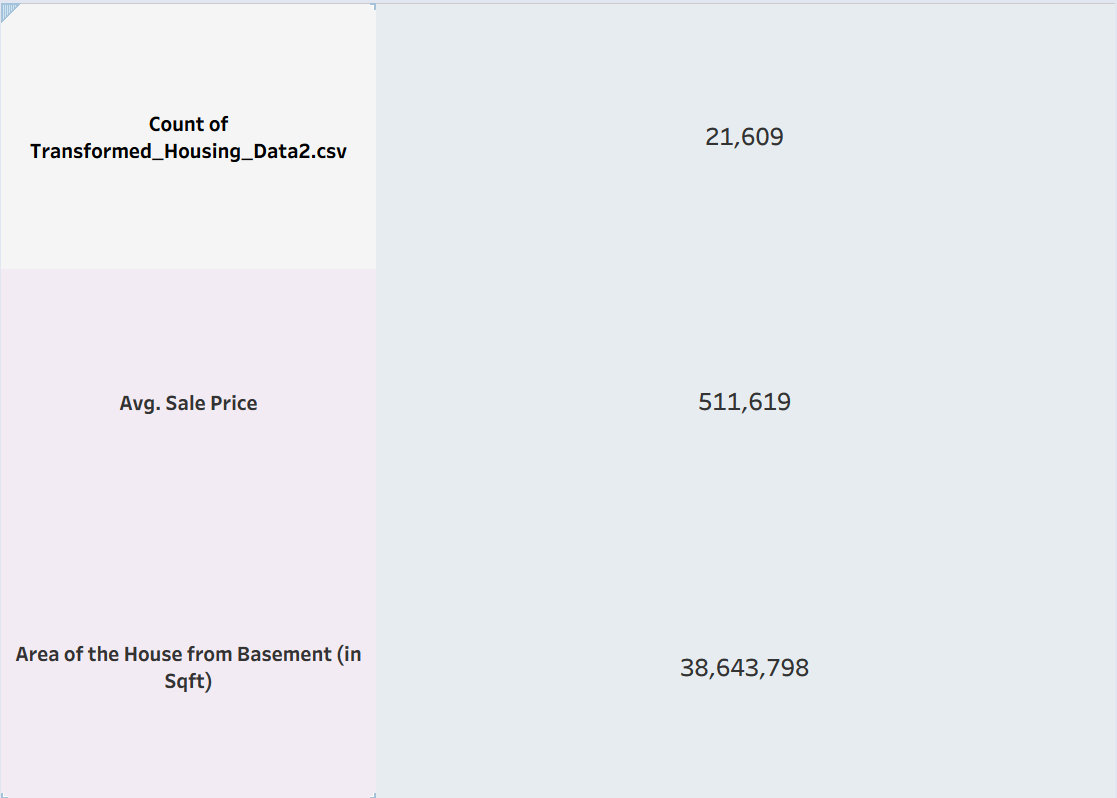 Count of
Transformed_Housing_Data2.csv
21,609
Avg. Sale Price
511,619
Area of the House from Basement (in
Sqft)
38,643,798